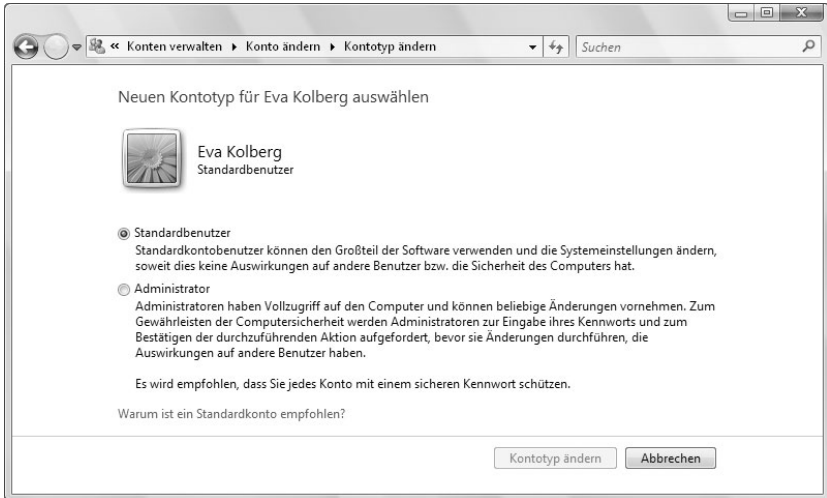 « Konten verwalten ▸ Konto ändern ▸ Kontotyp ändern
Suchen
Neuen Kontotyp für Eva Kolberg auswählen
Eva Kolberg
Standardbenutzer
Standardbenutzer
Standardkontobenutzer können den Großteil der Software verwenden und die Systemeinstellungen ändern,
soweit dies keine Auswirkungen auf andere Benutzer bzw. die Sicherheit des Computers hat.
Administrator
Administratoren haben Vollzugriff auf den Computer und können beliebige Änderungen vornehmen. Zum
Gewährleisten der Computersicherheit werden Administratoren zur Eingabe ihres Kennworts und zum
Bestätigen der durchzuführenden Aktion aufgefordert, bevor sie Änderungen durchführen, die
Auswirkungen auf andere Benutzer haben.
Es wird empfohlen, dass Sie jedes Konto mit einem sicheren Kennwort schützen.
Warum ist ein Standardkonto empfohlen?
Kontotyp ändern
Abbrechen